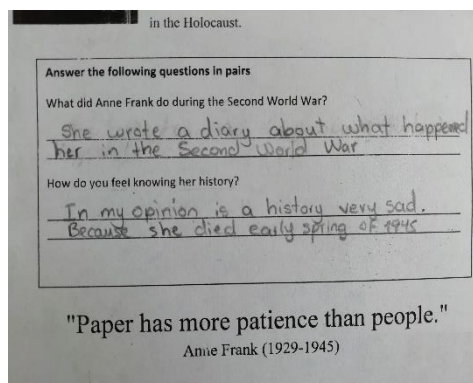 in the Holocaust.
Answer the following questions in pairs
What did Anne Frank do during the Second World War?
She wrote a diary about what happened
her in the Second World War
How do you feel knowing her history?
In my opinion is a history very sad.
Because she died early spring of 1945
"Paper has more patience than people."
Anne Frank (1929-1945)